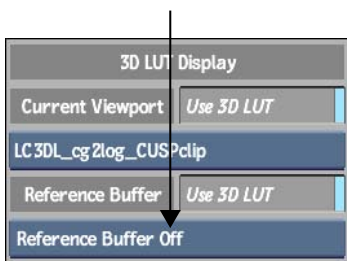 3D LUT Display
Current Viewport Use 3D LUT
LC3DL_cg2log_CUSPclip
Reference Buffer Use 3D LUT
Reference Buffer Off